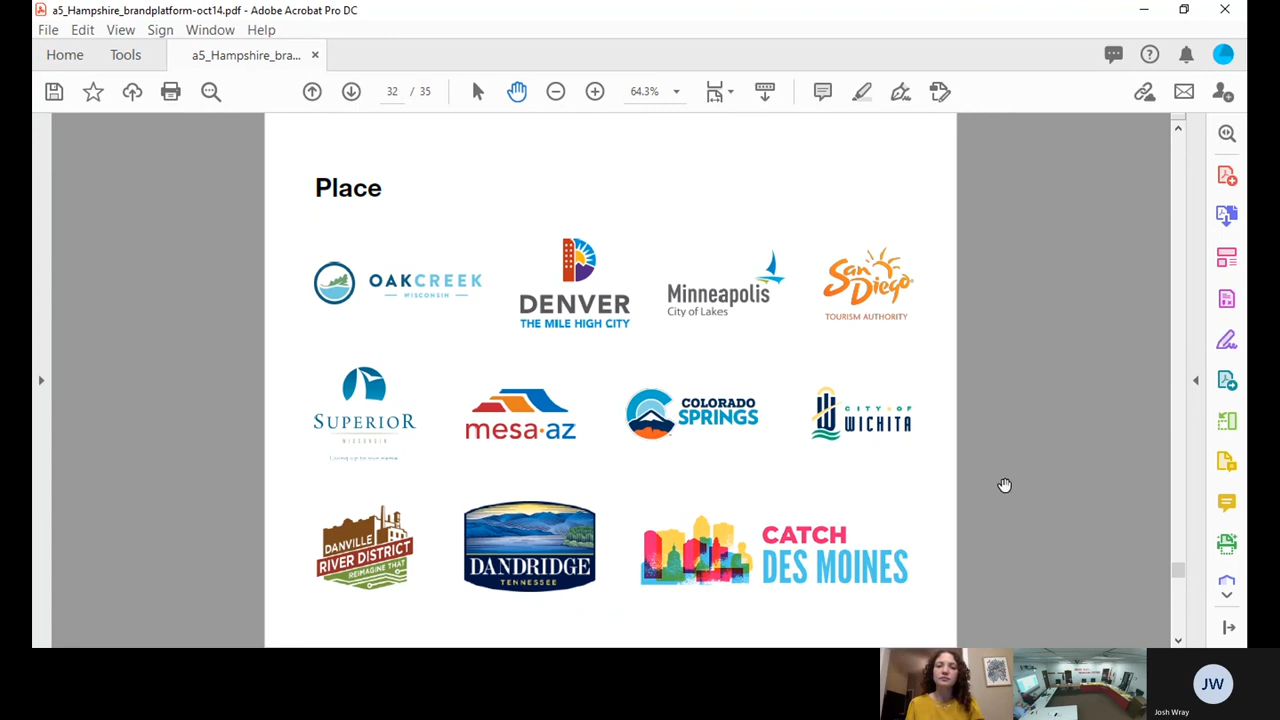 a5_Hampshire_brandplatform-oct14.pdf - Adobe Acrobat Pro DC
File Edit View Sign Window Help
Home Tools a5_Hampshire_bra... ×
32 / 35 64.3%
Place
OAKCREEK
WISCONSIN
DENVER
THE MILE HIGH CITY
Minneapolis
City of Lakes
San Diego
TOURISM AUTHORITY
SUPERIOR
WISCONSIN
mesa·az
COLORADO
SPRINGS
CITY OF
WICHITA
DANVILLE
RIVER DISTRICT
REIMAGINE THAT
DANDRIDGE
TENNESSEE
CATCH
DES MOINES
JW
Josh Wray